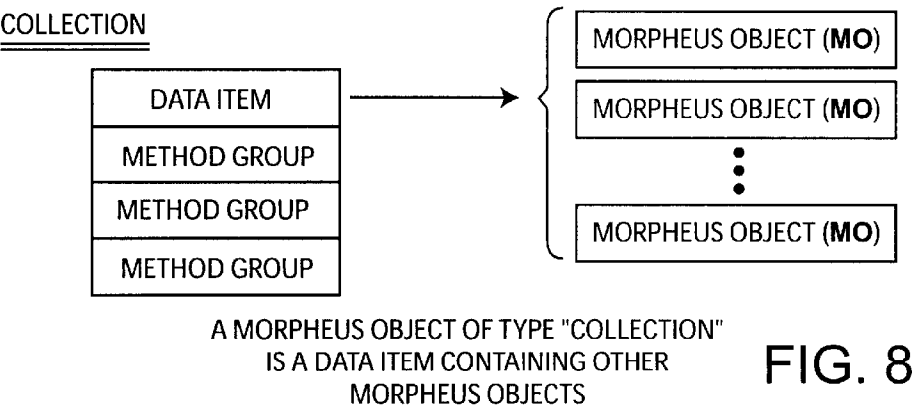 COLLECTION
DATA ITEM
METHOD GROUP
METHOD GROUP
METHOD GROUP
MORPHEUS OBJECT (MO)
MORPHEUS OBJECT (MO)
MORPHEUS OBJECT (MO)
A MORPHEUS OBJECT OF TYPE "COLLECTION"
IS A DATA ITEM CONTAINING OTHER
MORPHEUS OBJECTS
FIG. 8